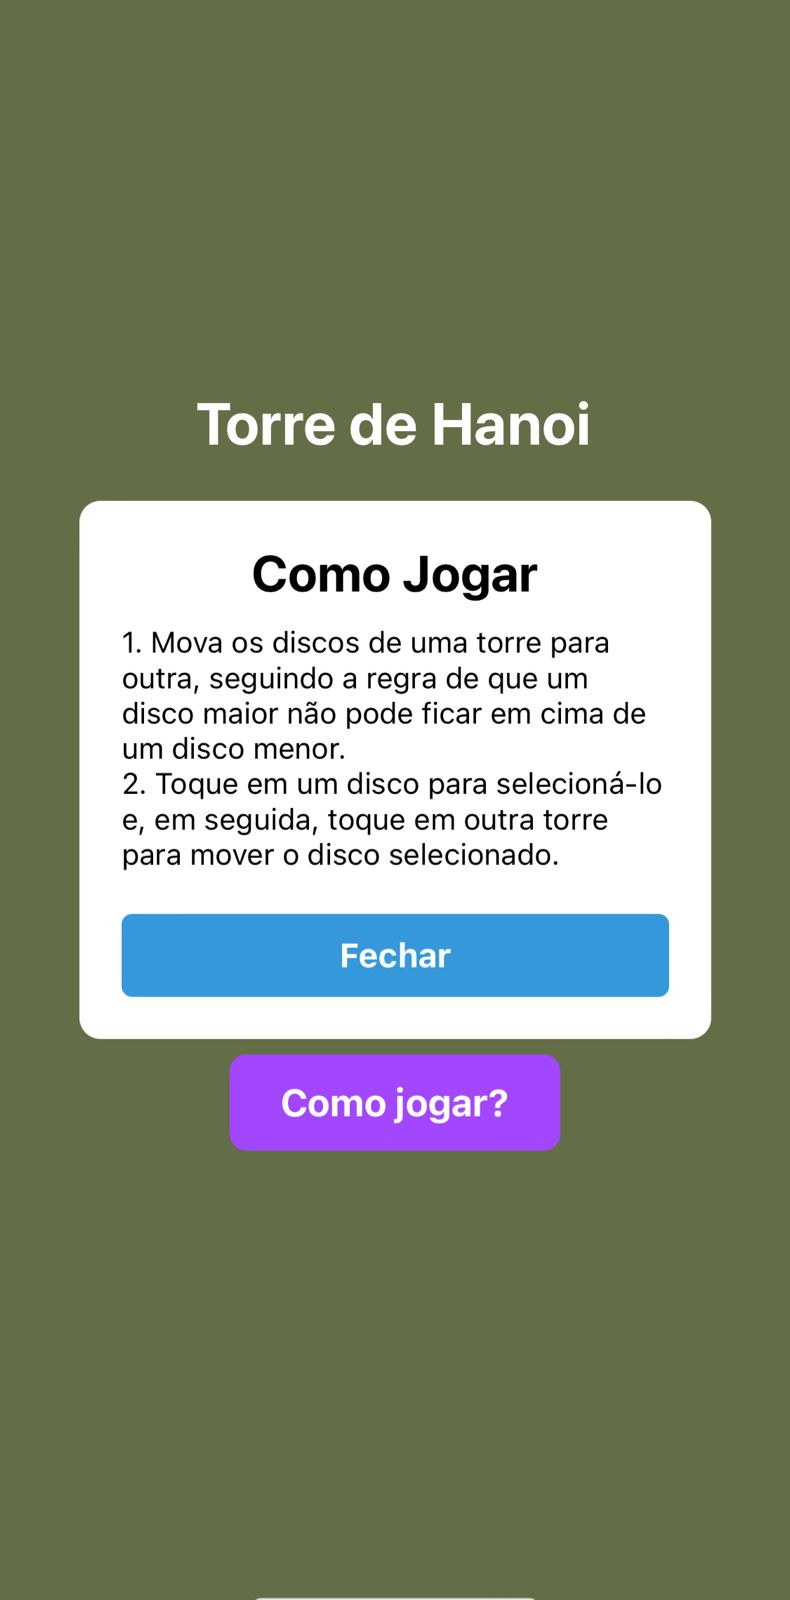 Torre de Hanoi
Como Jogar
1. Mova os discos de uma torre para
outra, seguindo a regra de que um
disco maior não pode ficar em cima de
um disco menor.
2. Toque em um disco para selecioná-lo
e, em seguida, toque em outra torre
para mover o disco selecionado.
Fechar
Como jogar?